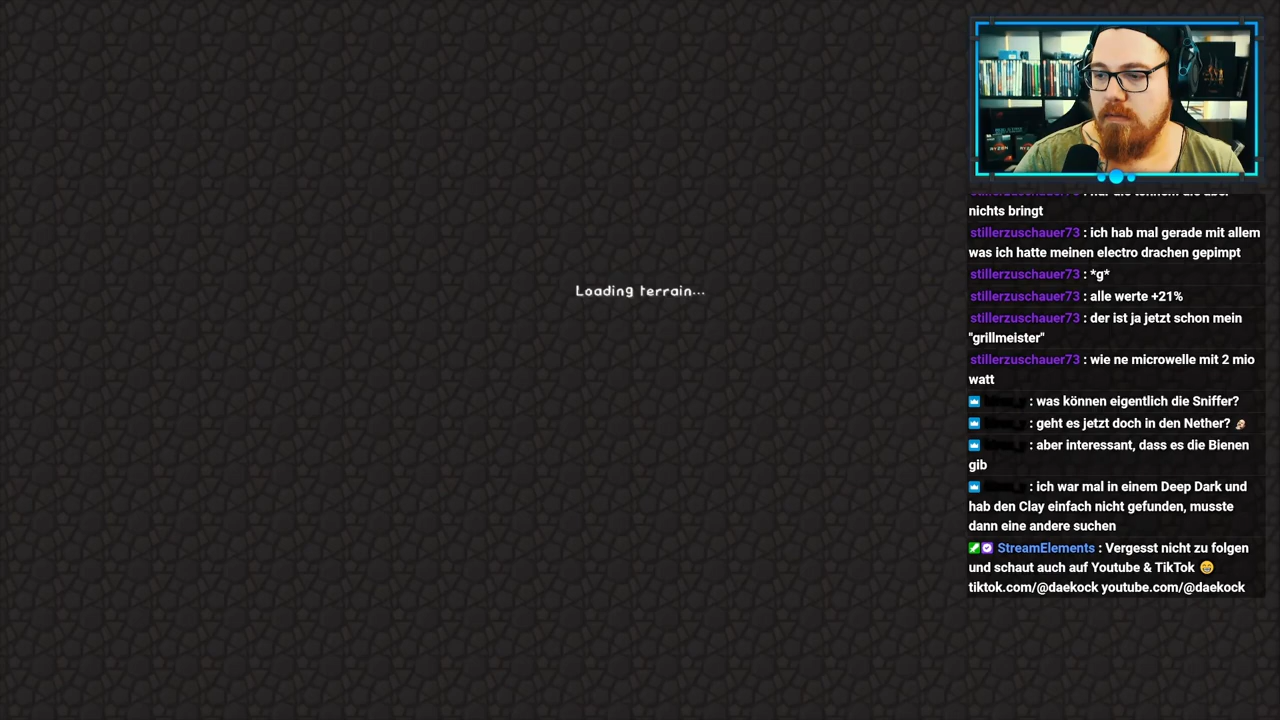 Loading terrain...
nichts bringt
stillerzuschauer73 : ich hab mal gerade mit allem
was ich hatte meinen electro drachen gepimpt
stillerzuschauer73 : *g*
stillerzuschauer73 : alle werte +21%
stillerzuschauer73 : der ist ja jetzt schon mein
"grillmeister"
stillerzuschauer73 : wie ne microwelle mit 2 mio
watt
: was können eigentlich die Sniffer?
: geht es jetzt doch in den Nether?
: aber interessant, dass es die Bienen
gib
: ich war mal in einem Deep Dark und
hab den Clay einfach nicht gefunden, musste
dann eine andere suchen
StreamElements : Vergesst nicht zu folgen
und schaut auch auf Youtube & TikTok 😁
tiktok.com/@daekock youtube.com/@daekock